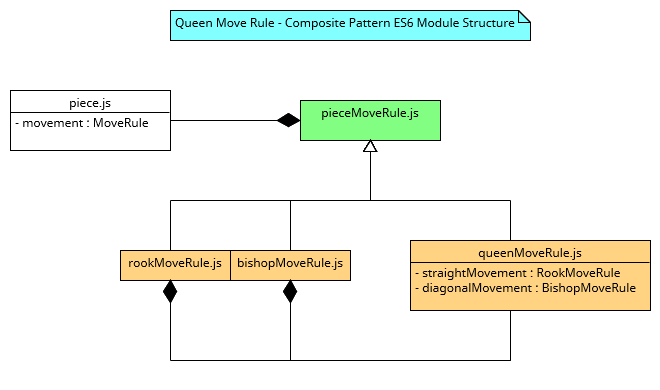 Queen Move Rule - Composite Pattern ES6 Module Structure
piece.js
- movement : MoveRule
pieceMoveRule.js
rookMoveRule.js
bishopMoveRule.js
queenMoveRule.js
- straightMovement : RookMoveRule
- diagonalMovement : BishopMoveRule